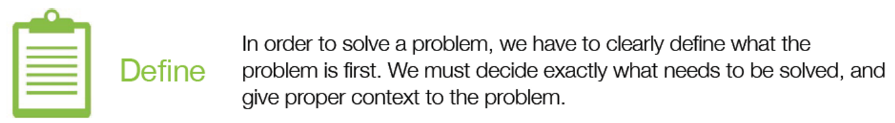 Define
In order to solve a problem, we have to clearly define what the
problem is first. We must decide exactly what needs to be solved, and
give proper context to the problem.